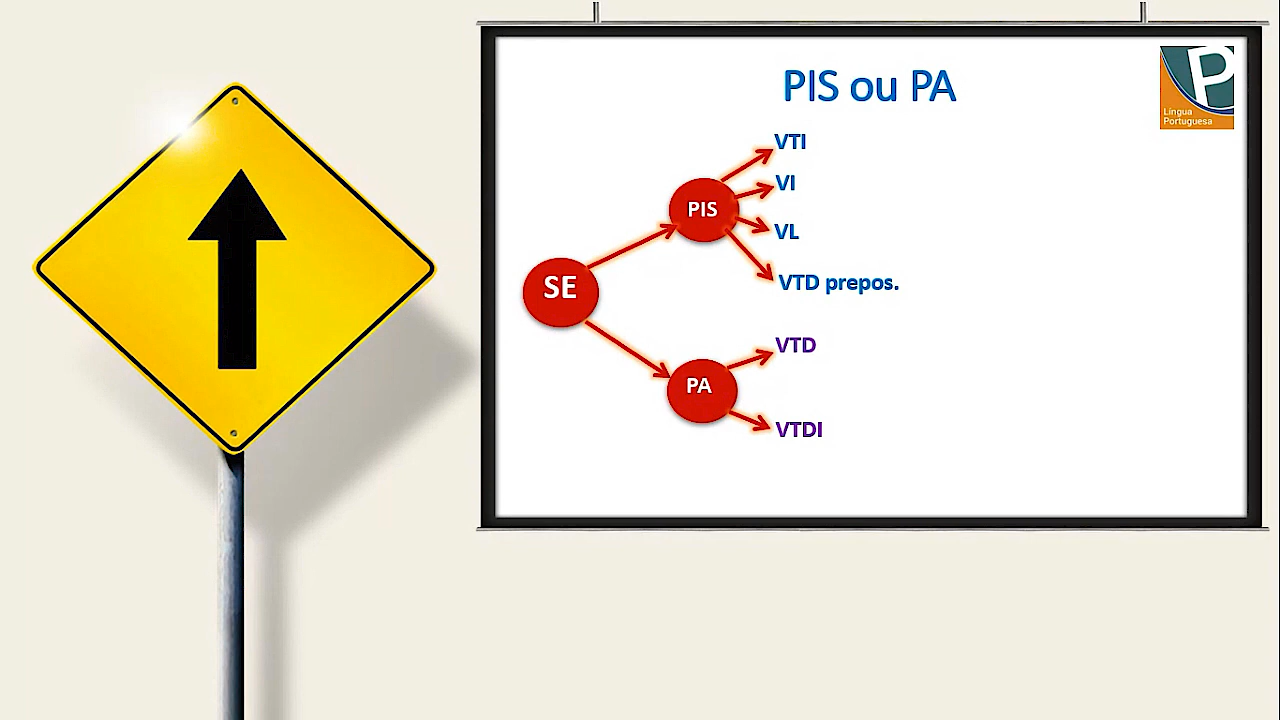 PIS ou PA
Língua
Portuguesa
VTI
VI
PIS
VL
SE
VTD prepos.
VTD
PA
VTDI